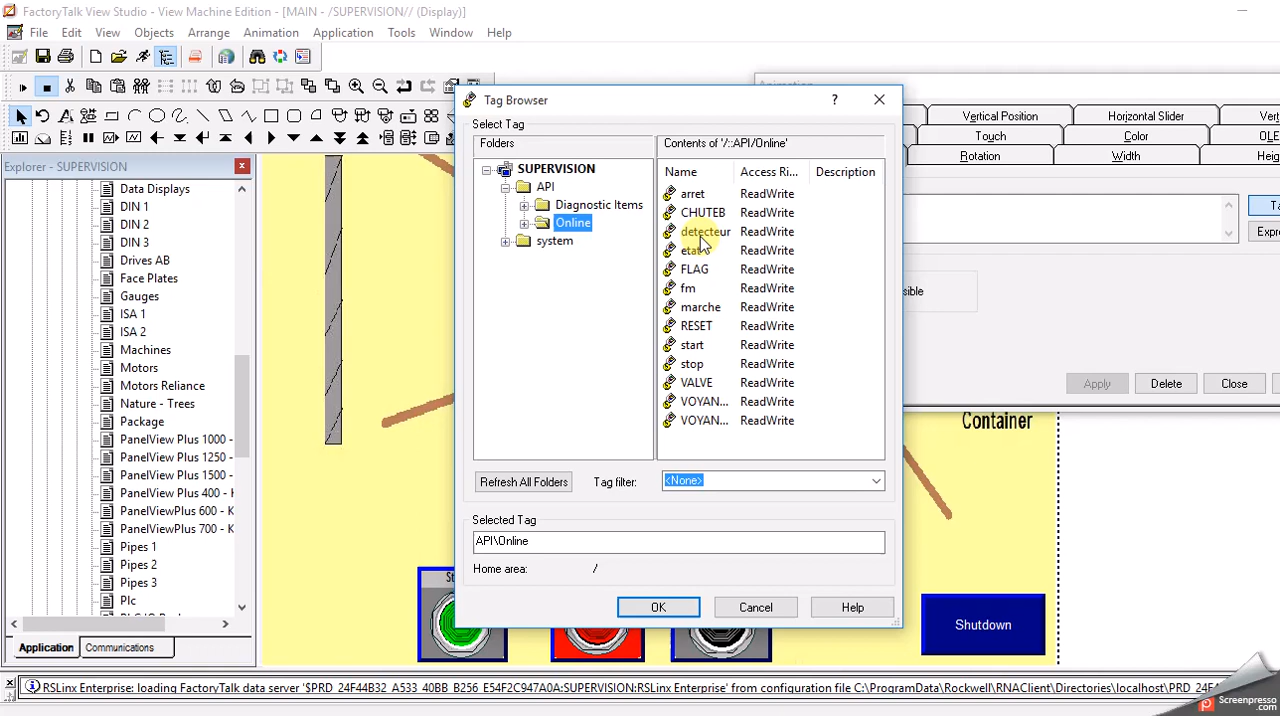 FactoryTalk View Studio - View Machine Edition - [MAIN - /SUPERVISION// (Display)]
File Edit View Objects Arrange Animation Tools Window Help
Explorer - SUPERVISION
Data Displays
DIN 1
DIN 2
DIN 3
Drives AB
Face Plates
Gauges
ISA 1
ISA 2
Machines
Motors
Motors Reliance
Nature - Trees
Package
PanelView Plus 1000 -
PanelView Plus 1250 -
PanelView Plus 1500 -
PanelViewPlus 400 - K
PanelViewPlus 600 - K
PanelViewPlus 700 - K
Pipes 1
Pipes 2
Pipes 3
Plc
Application Communications
Tag Browser
?
Select Tag
Folders
SUPERVISION
API
Diagnostic Items
Online
system
Contents of '/::API/Online'
Name Access Ri... Description
arret ReadWrite
CHUTEB ReadWrite
detecteur ReadWrite
ReadWrite
FLAG ReadWrite
fm ReadWrite
marche ReadWrite
RESET ReadWrite
start ReadWrite
stop ReadWrite
VALVE ReadWrite
VOYAN... ReadWrite
VOYAN... ReadWrite
Refresh All Folders Tag filter: <None>
Selected Tag
API\Online
Home area: /
OK Cancel Help
Vertical Position Horizontal Slider
Touch Color
Rotation Width
Apply Delete Close
Container
Shutdown
RSLinx Enterprise: loading FactoryTalk data server '$PRD_24F44B32_A533_40BB_B256_E54F2C947A0A:SUPERVISION:RSLinx Enterprise' from configuration file C:\ProgramData\Rockwell\RNAClient\Directories\localhost\PRD_24F
Screenpresso
.com